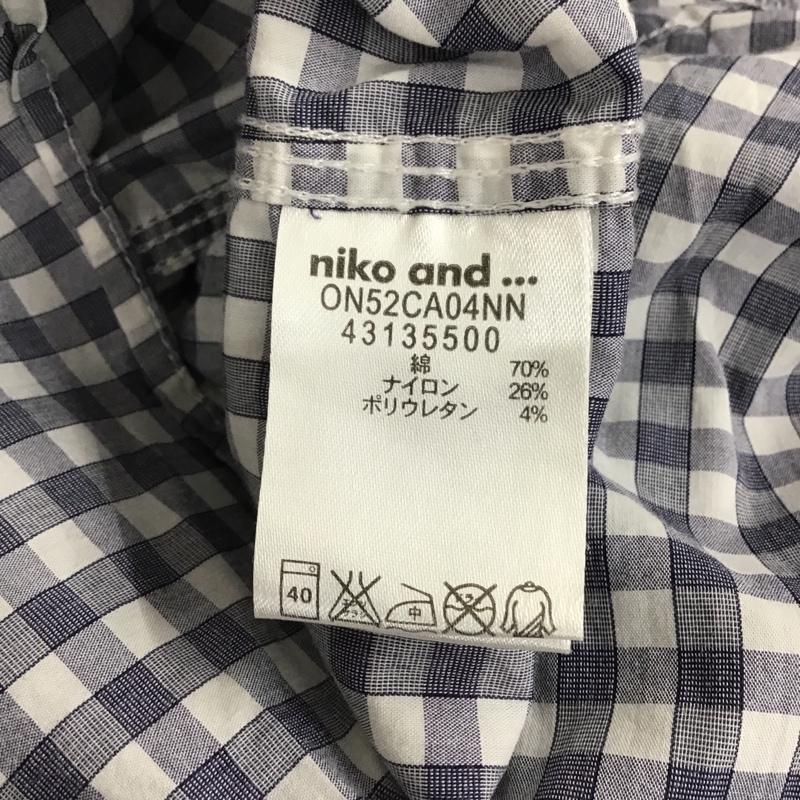 niko and ...
ON52CA04NN
43135500
綿 70%
ナイロン 26%
ポリウレタン 4%
40 中